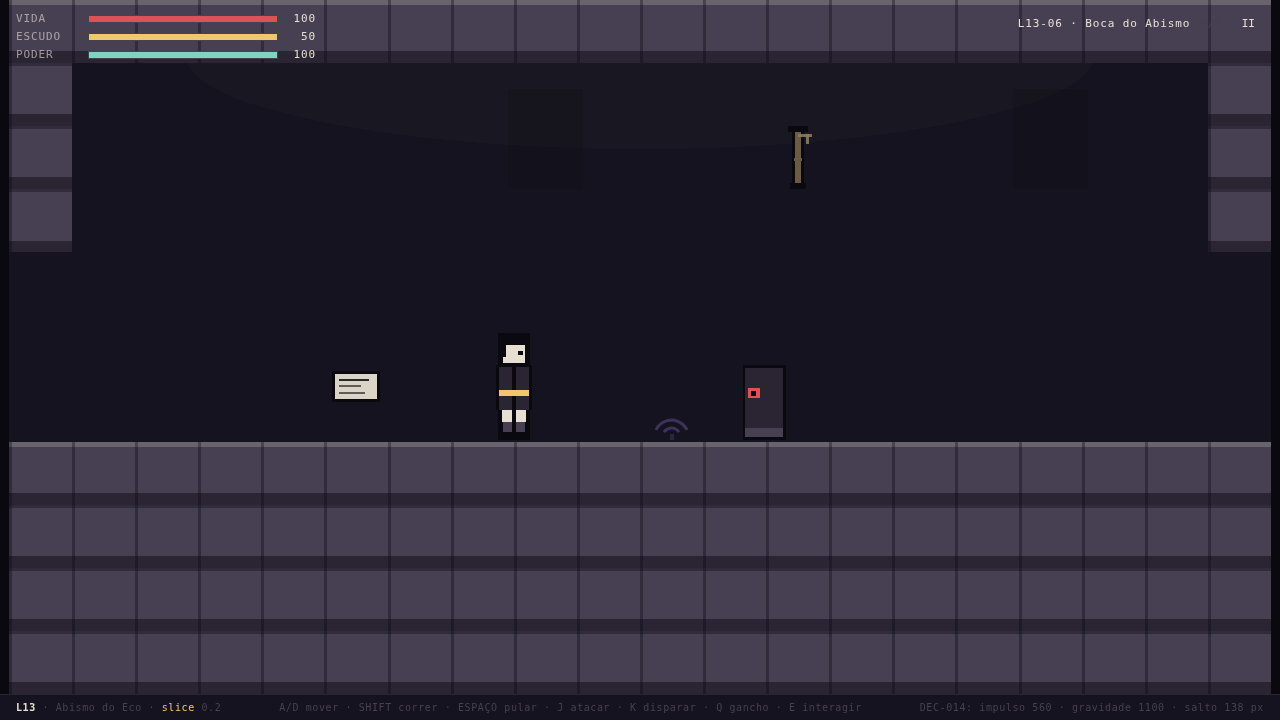 VIDA 100
ESCUDO 50
PODER 100
L13-06 · Boca do Abismo II
L13 · Abismo do Eco · slice 0.2
A/D mover · SHIFT correr · ESPAÇO pular · J atacar · K disparar · Q gancho · E interagir
DEC-014: impulso 560 · gravidade 1100 · salto 138 px